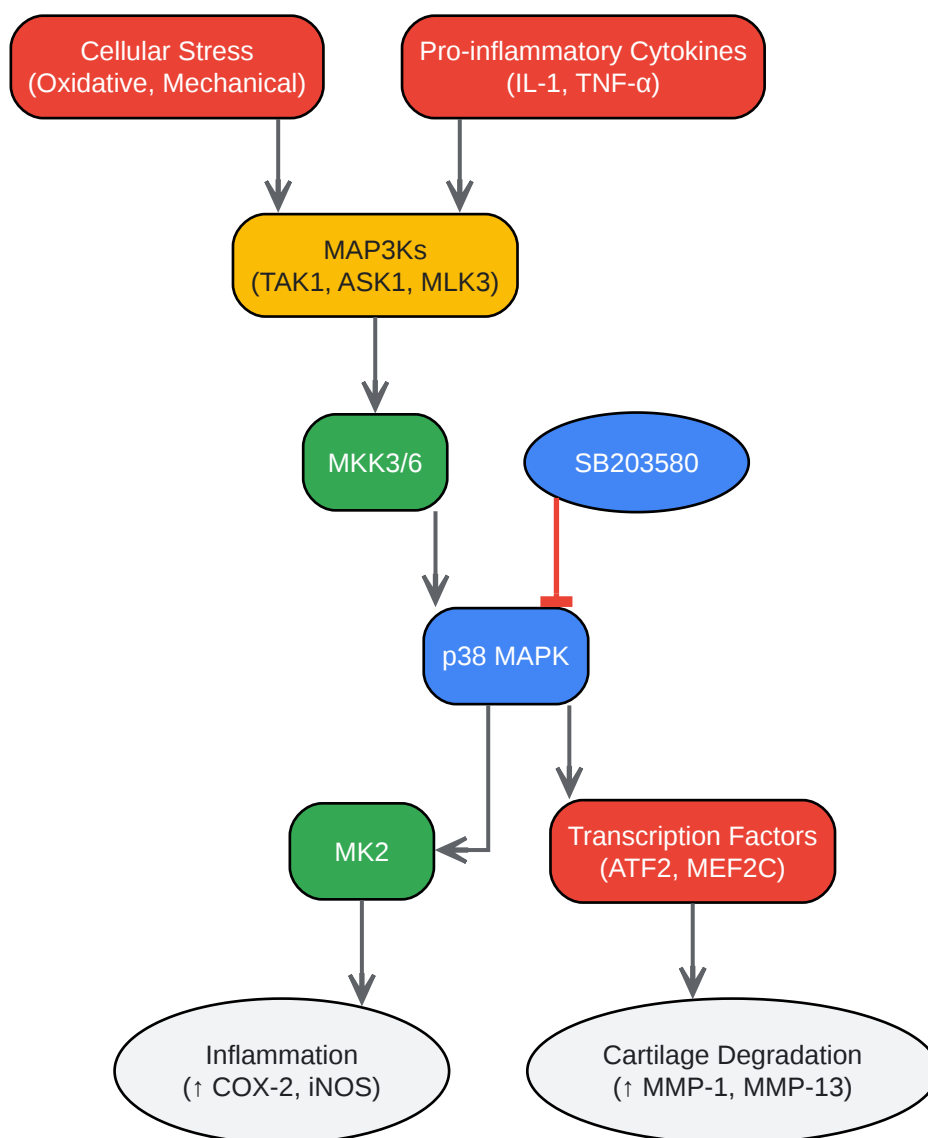 Cellular Stress
(Oxidative, Mechanical)
Pro-inflammatory Cytokines
(IL-1, TNF-α)
MAP3Ks
(TAK1, ASK1, MLK3)
MKK3/6
SB203580
p38 MAPK
MK2
Transcription Factors
(ATF2, MEF2C)
Inflammation
(↑ COX-2, iNOS)
Cartilage Degradation
(↑ MMP-1, MMP-13)